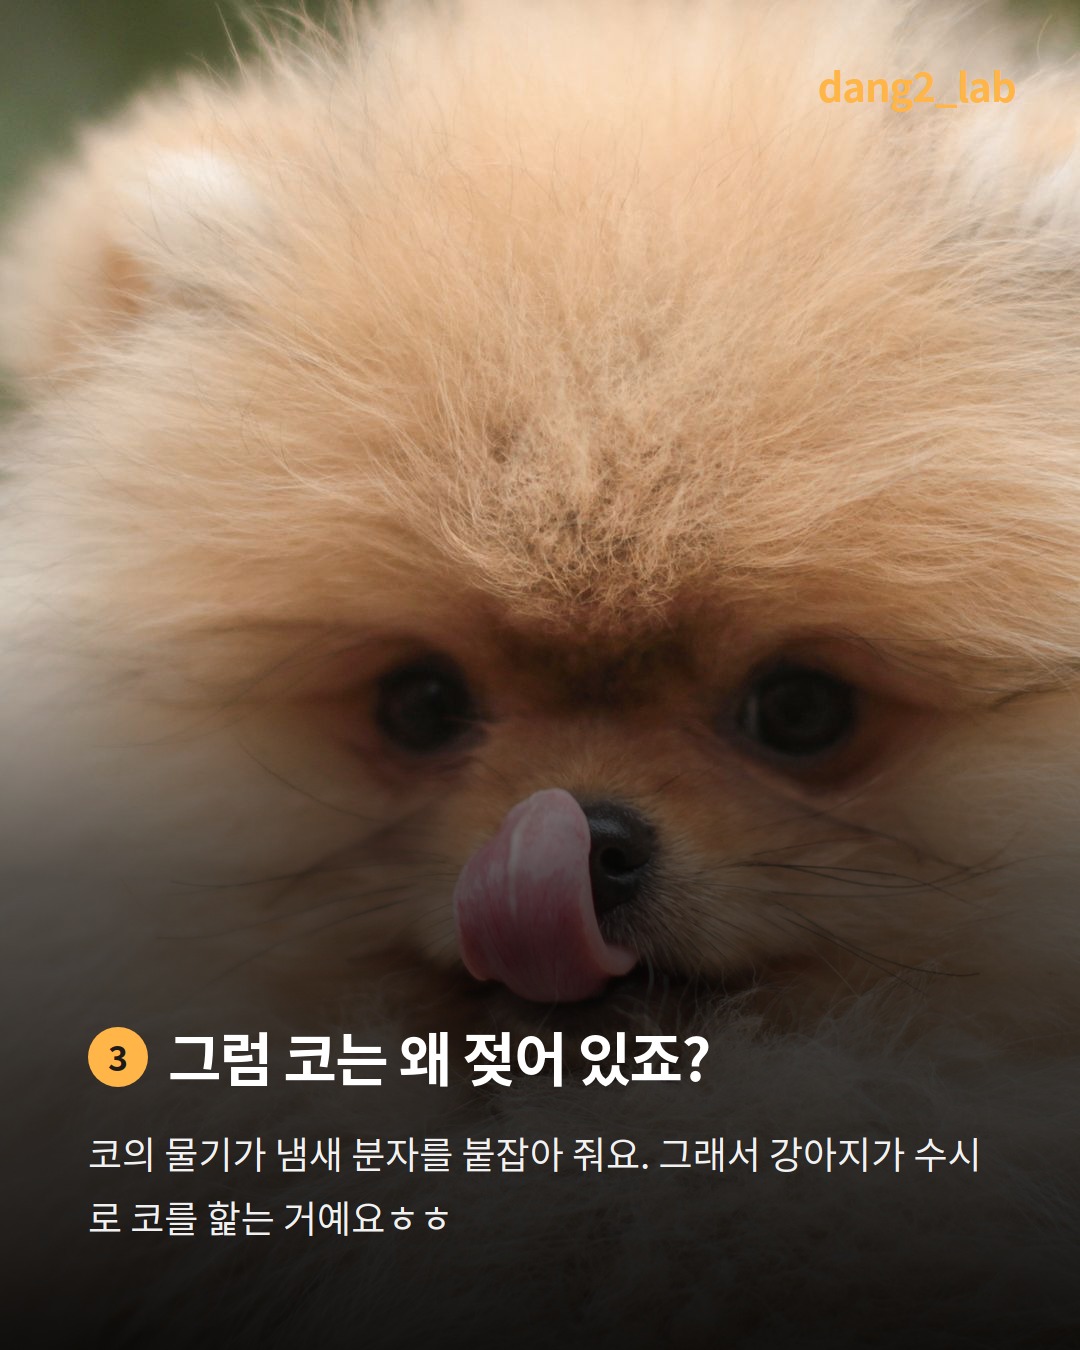 dang2_lab
3 그럼 코는 왜 젖어 있죠?
코의 물기가 냄새 분자를 붙잡아 줘요. 그래서 강아지가 수시
로 코를 핥는 거예요ㅎㅎ